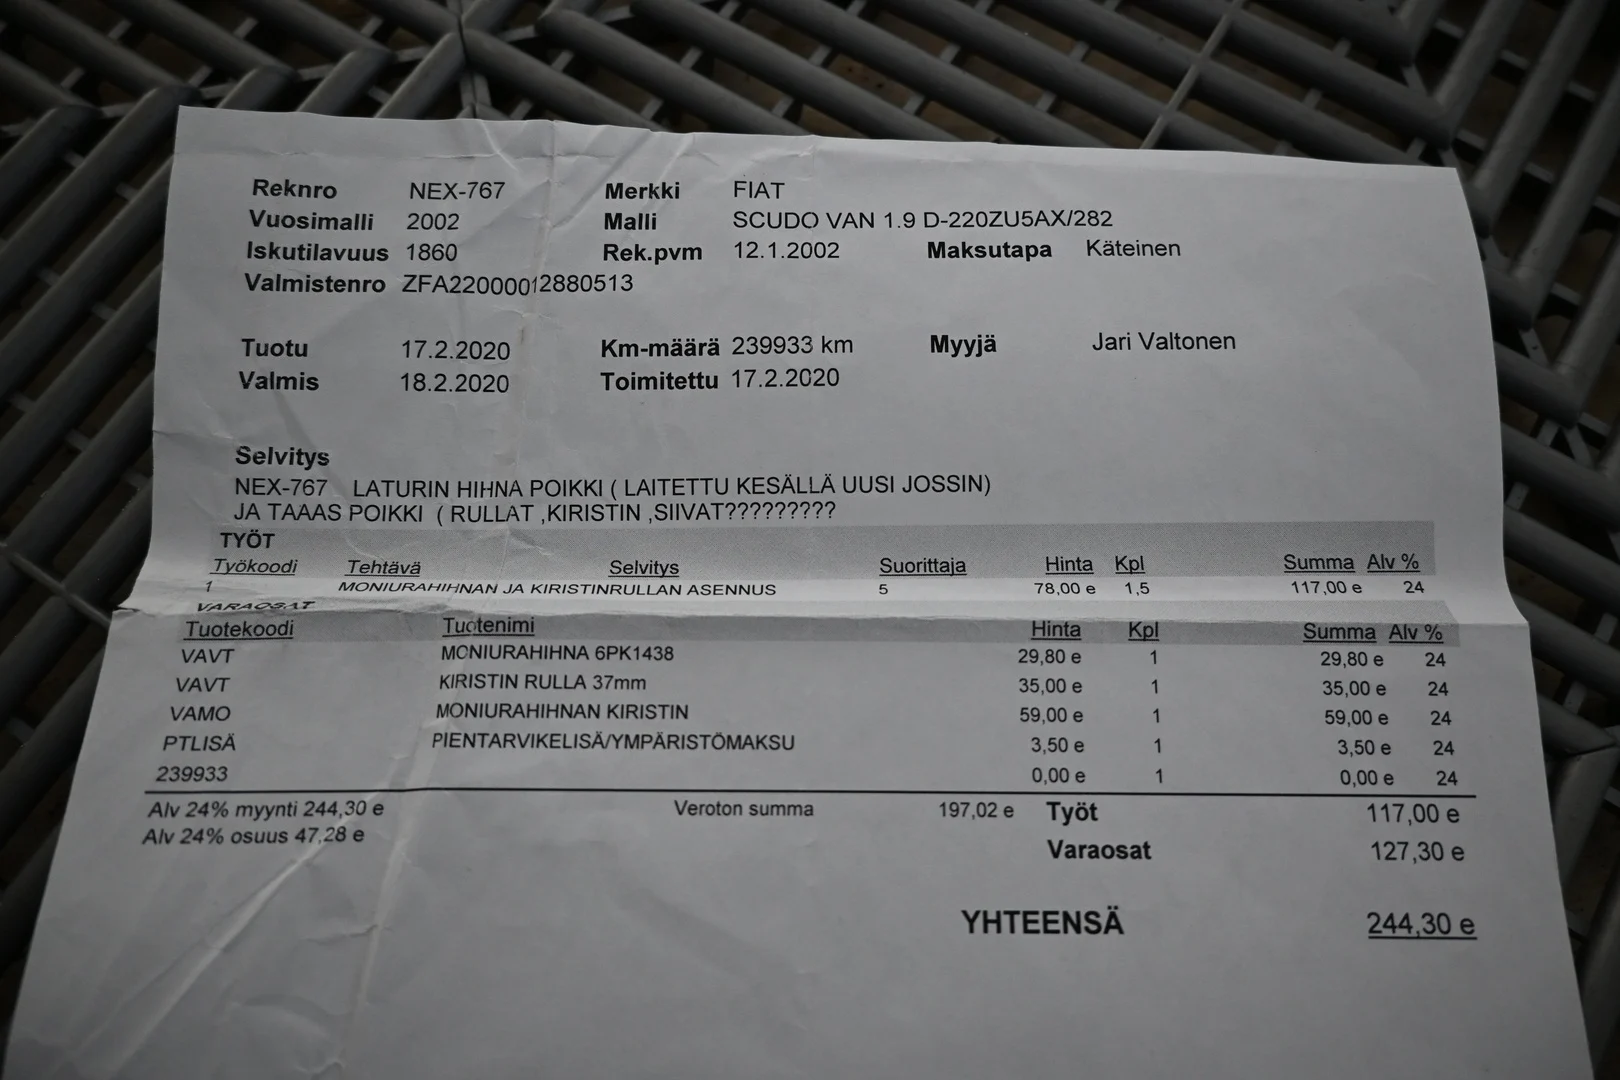 Reknro NEX-767 Merkki FIAT
Vuosimalli 2002 Malli SCUDO VAN 1.9 D-220ZU5AX/282
Iskutilavuus 1860 Rek.pvm 12.1.2002 Maksutapa Käteinen
Valmistenro ZFA22000012880513
Tuotu 17.2.2020 Km-määrä 239933 km Myyjä Jari Valtonen
Valmis 18.2.2020 Toimitettu 17.2.2020
Selvitys
NEX-767 LATURIN HIHNA POIKKI ( LAITETTU KESÄLLÄ UUSI JOSSIN)
JA TAAAS POIKKI ( RULLAT ,KIRISTIN ,SIIVAT?????????
TYÖT
Työkoodi Tehtävä Selvitys Suorittaja Hinta Kpl Summa Alv %
1 MONIURAHIHNAN JA KIRISTINRULLAN ASENNUS 5 78,00 e 1,5 117,00 e 24
VARAOSAT
Tuotekoodi Tuotenimi Hinta Kpl Summa Alv %
VAVT MONIURAHIHNA 6PK1438 29,80 e 1 29,80 e 24
VAVT KIRISTIN RULLA 37mm 35,00 e 1 35,00 e 24
VAMO MONIURAHIHNAN KIRISTIN 59,00 e 1 59,00 e 24
PTLISÄ PIENTARVIKELISÄ/YMPÄRISTÖMAKSU 3,50 e 1 3,50 e 24
239933 0,00 e 1 0,00 e 24
Alv 24% myynti 244,30 e Veroton summa 197,02 e Työt 117,00 e
Alv 24% osuus 47,28 e Varaosat 127,30 e
YHTEENSÄ 244,30 e